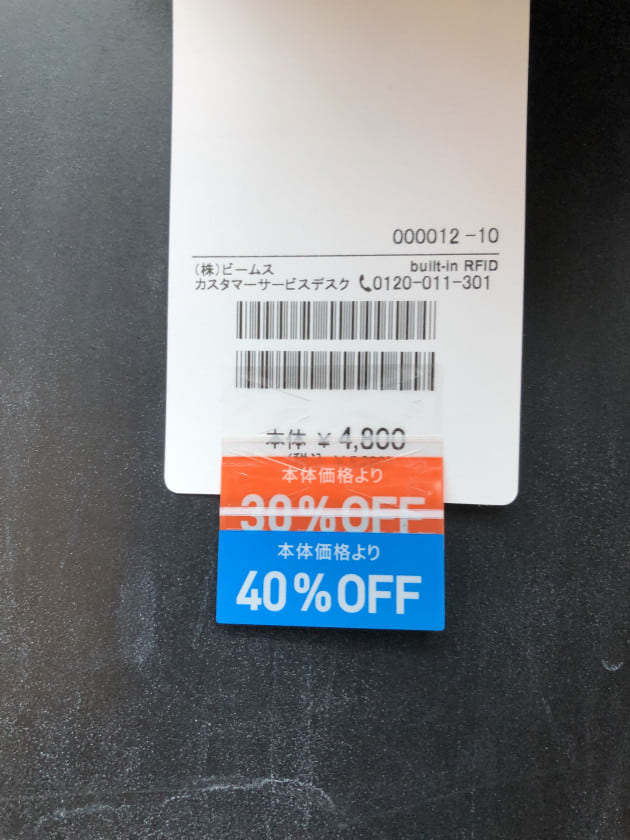 000012-10
built-in RFID
(株)ビームス
カスタマーサービスデスク 0120-011-301
本体 ¥ 4,800
本体価格より
30%OFF
本体価格より
40%OFF